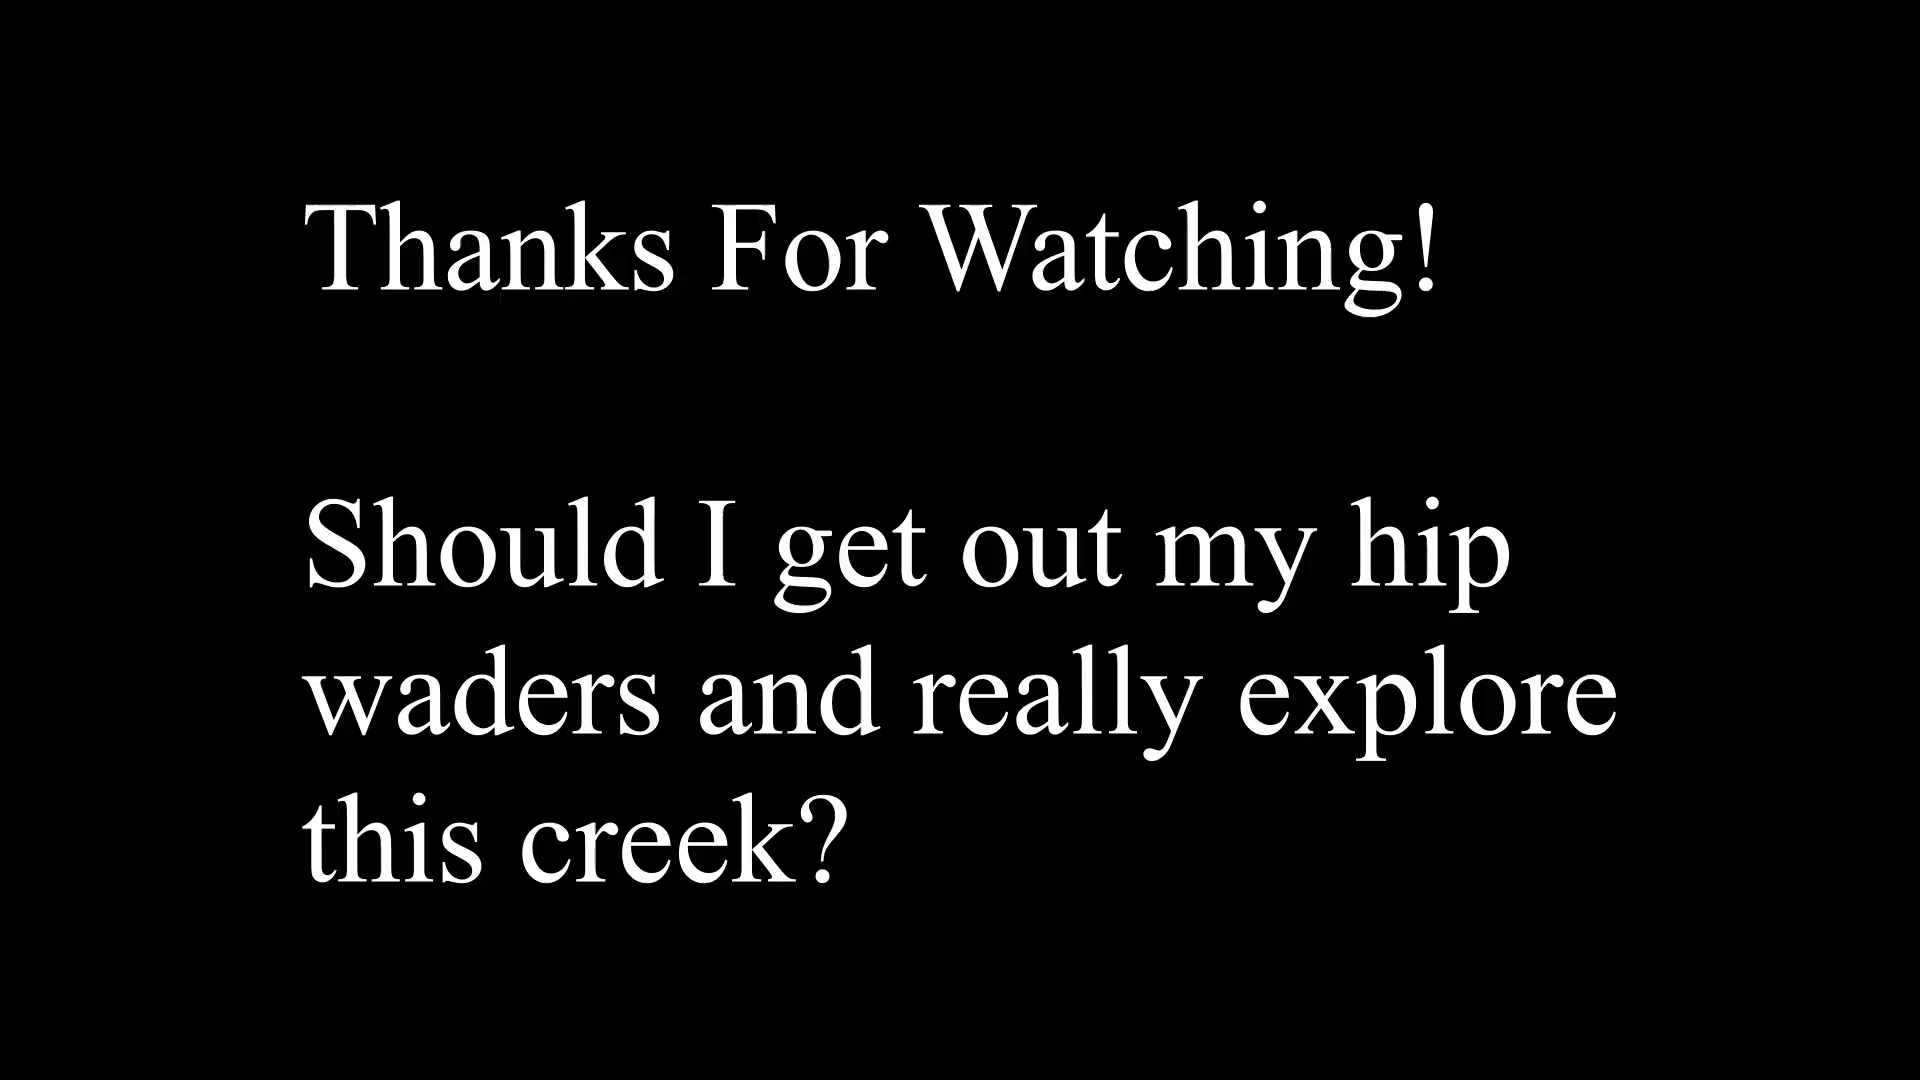 Thanks For Watching!
Should I get out my hip
waders and really explore
this creek?